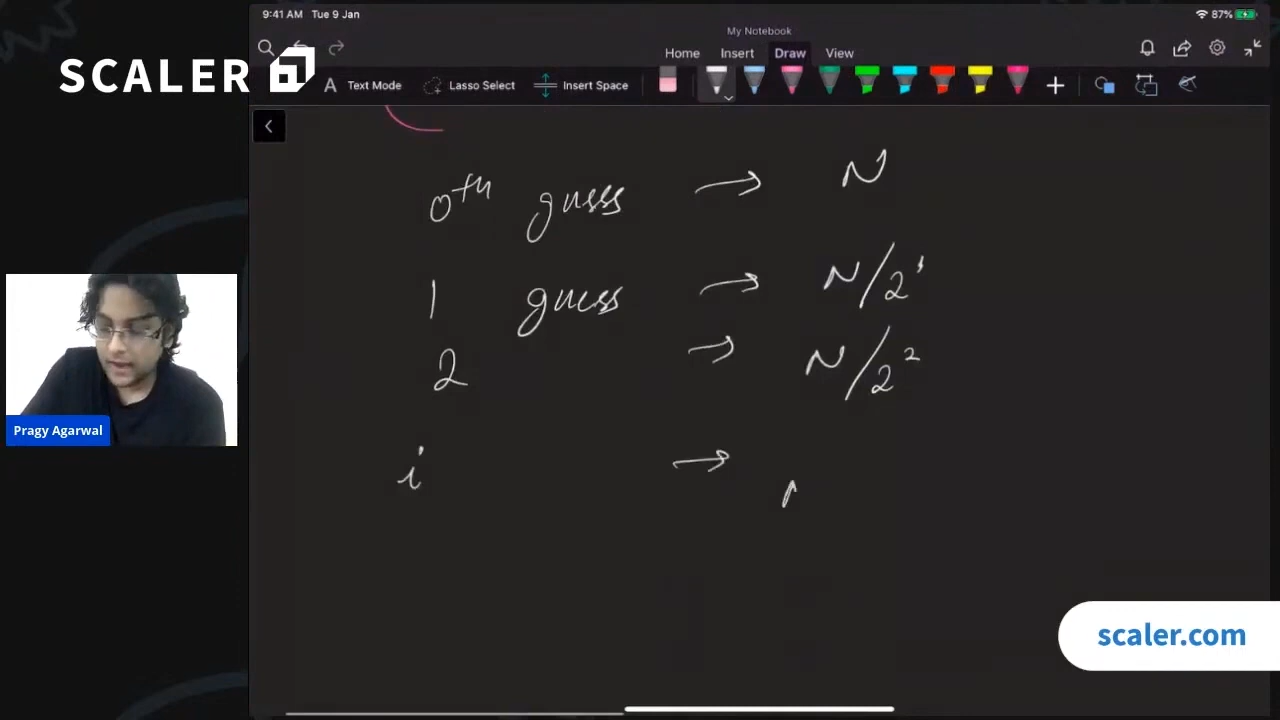 9:41 AM Tue 9 Jan
87%
My Notebook
SCALER
Home Insert Draw View
A Text Mode Lasso Select Insert Space
0th guess → N
1 guess → N/2¹
2 → N/2²
i →
Pragy Agarwal
scaler.com